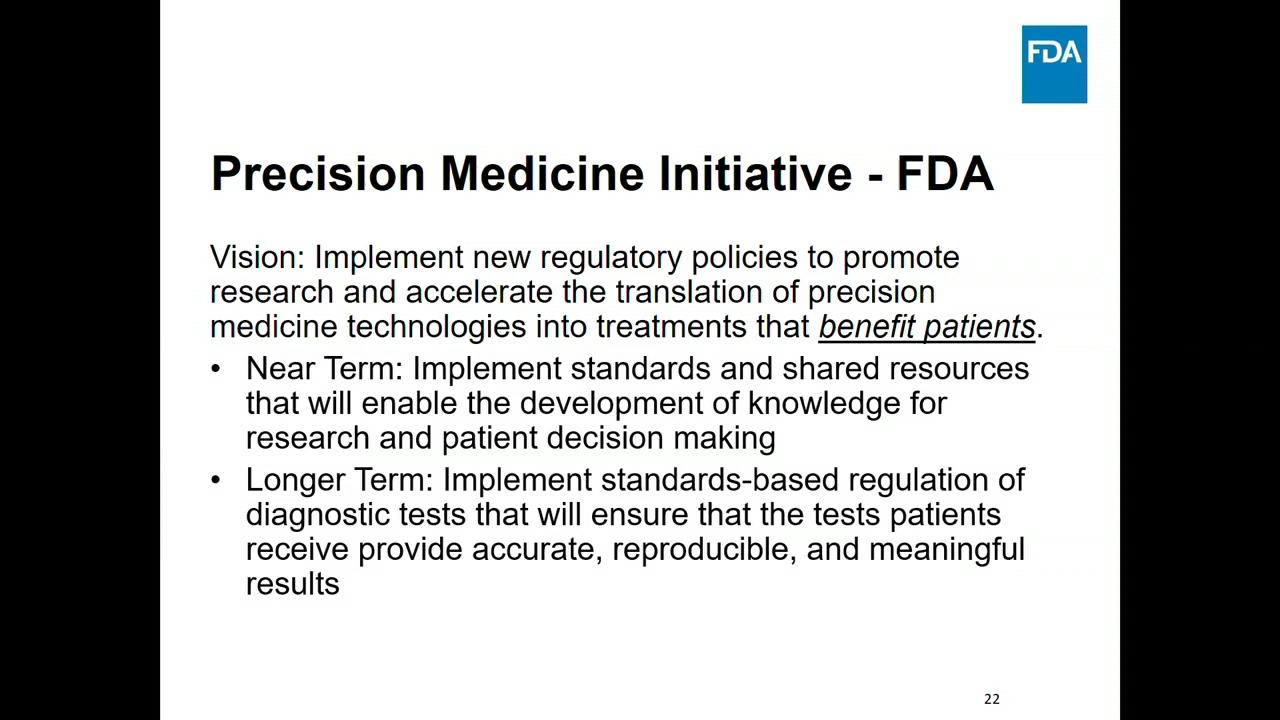 FDA
Precision Medicine Initiative - FDA
Vision: Implement new regulatory policies to promote
research and accelerate the translation of precision
medicine technologies into treatments that benefit patients.
• Near Term: Implement standards and shared resources
that will enable the development of knowledge for
research and patient decision making
• Longer Term: Implement standards-based regulation of
diagnostic tests that will ensure that the tests patients
receive provide accurate, reproducible, and meaningful
results
22